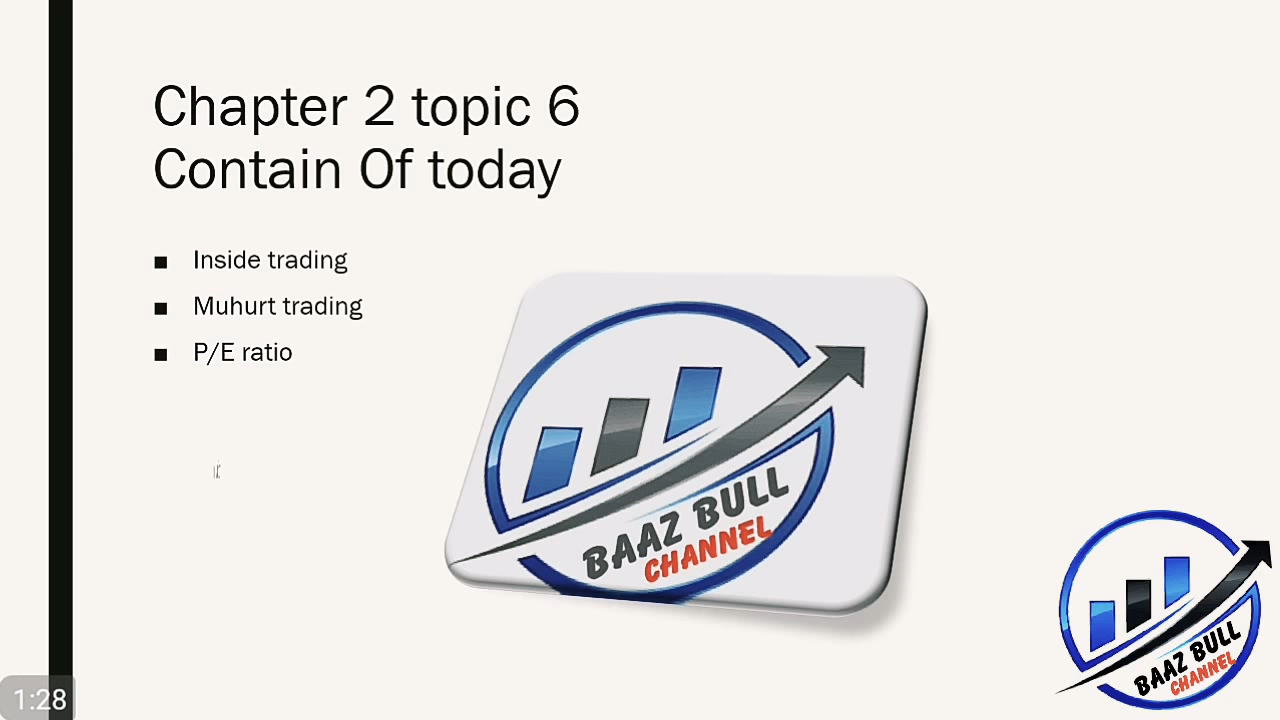 Chapter 2 topic 6
Contain Of today
Inside trading
Muhurt trading
P/E ratio
BAAZ BULL
CHANNEL
BAAZ BULL
CHANNEL
1:28